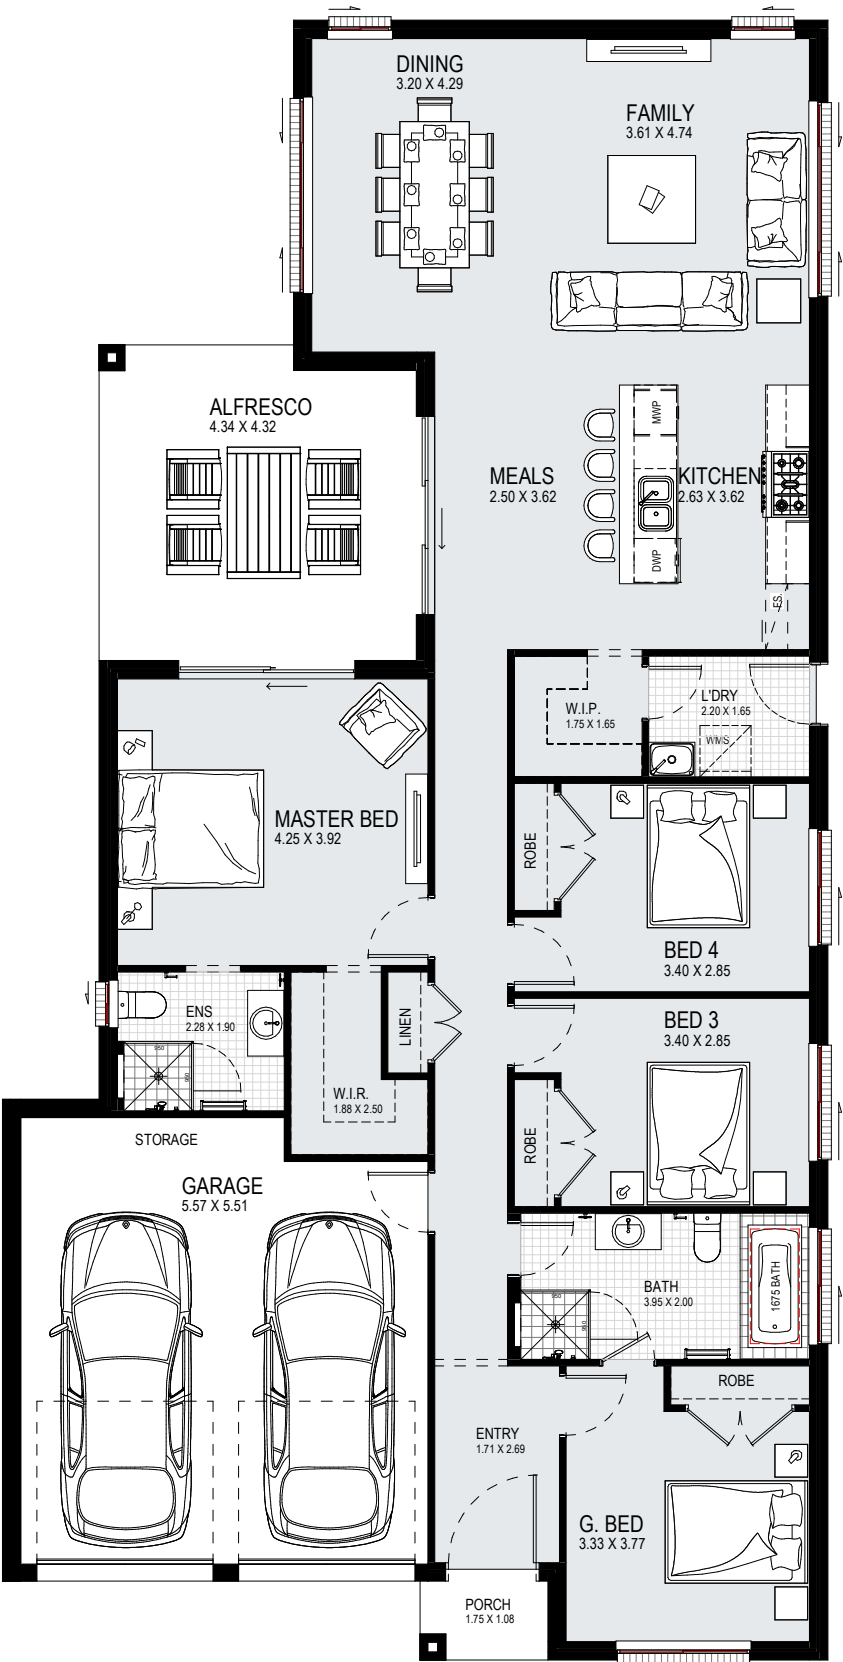 DINING
3.20 X 4.29
FAMILY
3.61 X 4.74
ALFRESCO
4.34 X 4.32
MWP
MEALS
2.50 X 3.62
KITCHEN
2.63 X 3.62
DWP
F.S.
W.I.P.
1.75 X 1.65
L'DRY
2.20 X 1.65
WMS
MASTER BED
4.25 X 3.92
ROBE
BED 4
3.40 X 2.85
ENS
2.28 X 1.90
LINEN
BED 3
3.40 X 2.85
950
950
W.I.R.
1.88 X 2.50
ROBE
STORAGE
GARAGE
5.57 X 5.51
BATH
3.95 X 2.00
1675 BATH
950
950
ROBE
ENTRY
1.71 X 2.69
G. BED
3.33 X 3.77
PORCH
1.75 X 1.08